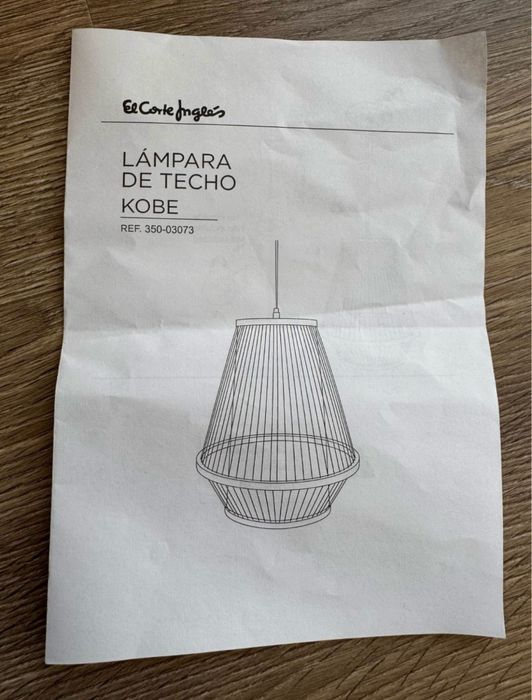 El Corte Inglés
LÁMPARA
DE TECHO
KOBE
REF. 350-03073